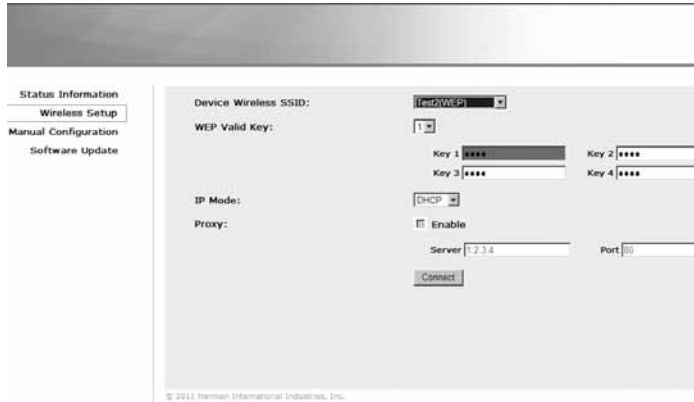 Status Information
Wireless Setup
Manual Configuration
Software Update
Device Wireless SSID: Test2(WEP)
WEP Valid Key: 1
Key 1 •••• Key 2 ••••
Key 3 •••• Key 4 ••••
IP Mode: DHCP
Proxy: Enable
Server 1.2.3.4 Port 80
Connect
© 2011 Harman International Industries, Inc.